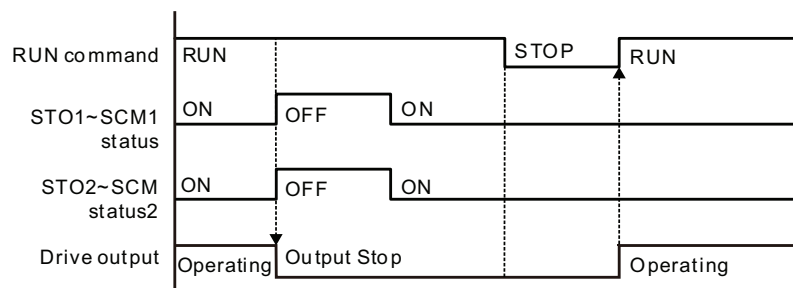 RUN command RUN STOP RUN
STO1~SCM1 status ON OFF ON
STO2~SCM status2 ON OFF ON
Drive output Operating Output Stop Operating